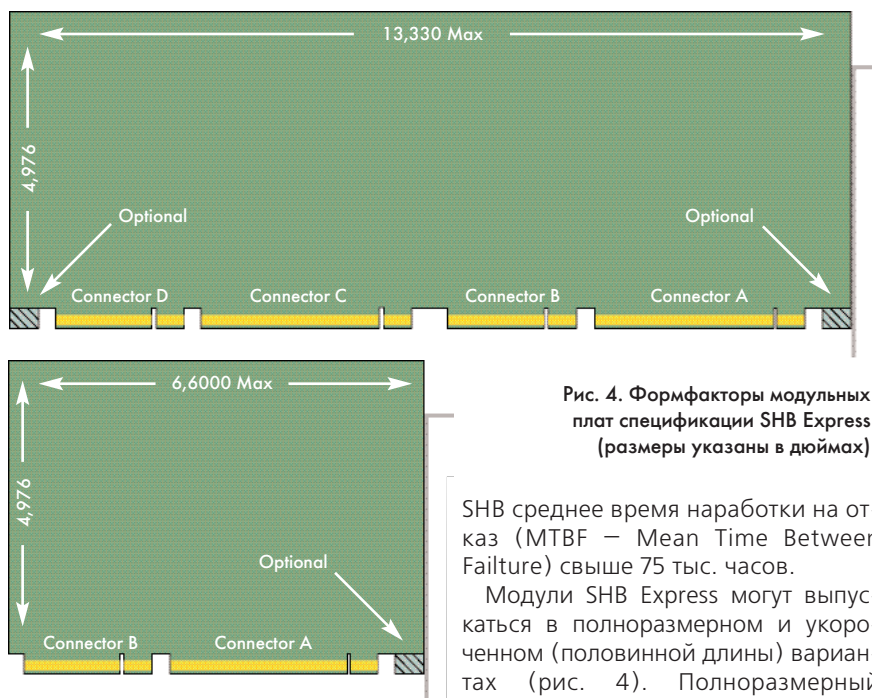 13,330 Max
4,976
Optional
Optional
Connector D
Connector C
Connector B
Connector A
6,6000 Max
4,976
Optional
Connector B
Connector A
Рис. 4. Формфакторы модульных
плат спецификации SHB Express
(размеры указаны в дюймах)
SHB среднее время наработки на от-
каз (MTBF – Mean Time Between
Failture) свыше 75 тыс. часов.
Модули SHB Express могут выпус-
каться в полноразмерном и укоро-
ченном (половинной длины) вариан-
тах (рис. 4). Полноразмерный